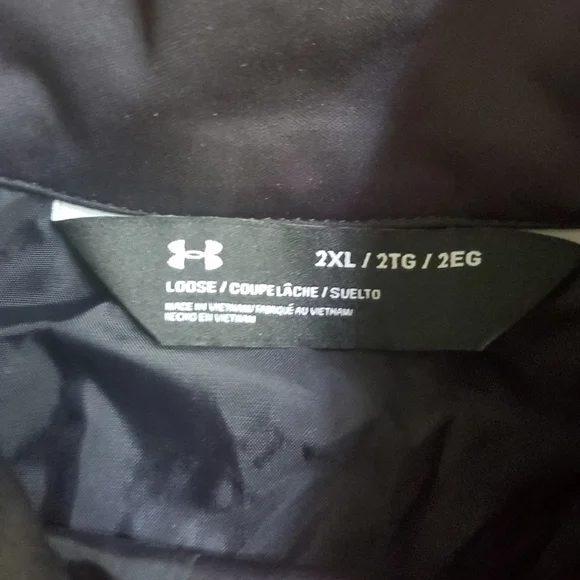 2XL / 2TG / 2EG
LOOSE / COUPE LÂCHE / SUELTO
MADE IN VIETNAM/FABRIQUÉ AU VIETNAM/
HECHO EN VIETNAM